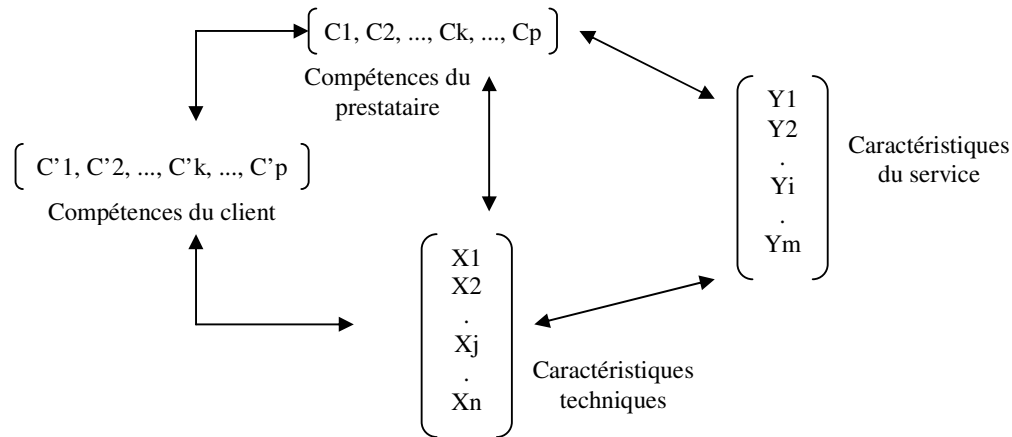 C1, C2, ..., Ck, ..., Cp
Compétences du
prestataire
C’1, C’2, ..., C’k, ..., C’p
Compétences du client
Y1
Y2
.
Yi
.
Ym
Caractéristiques
du service
X1
X2
.
Xj
.
Xn
Caractéristiques
techniques